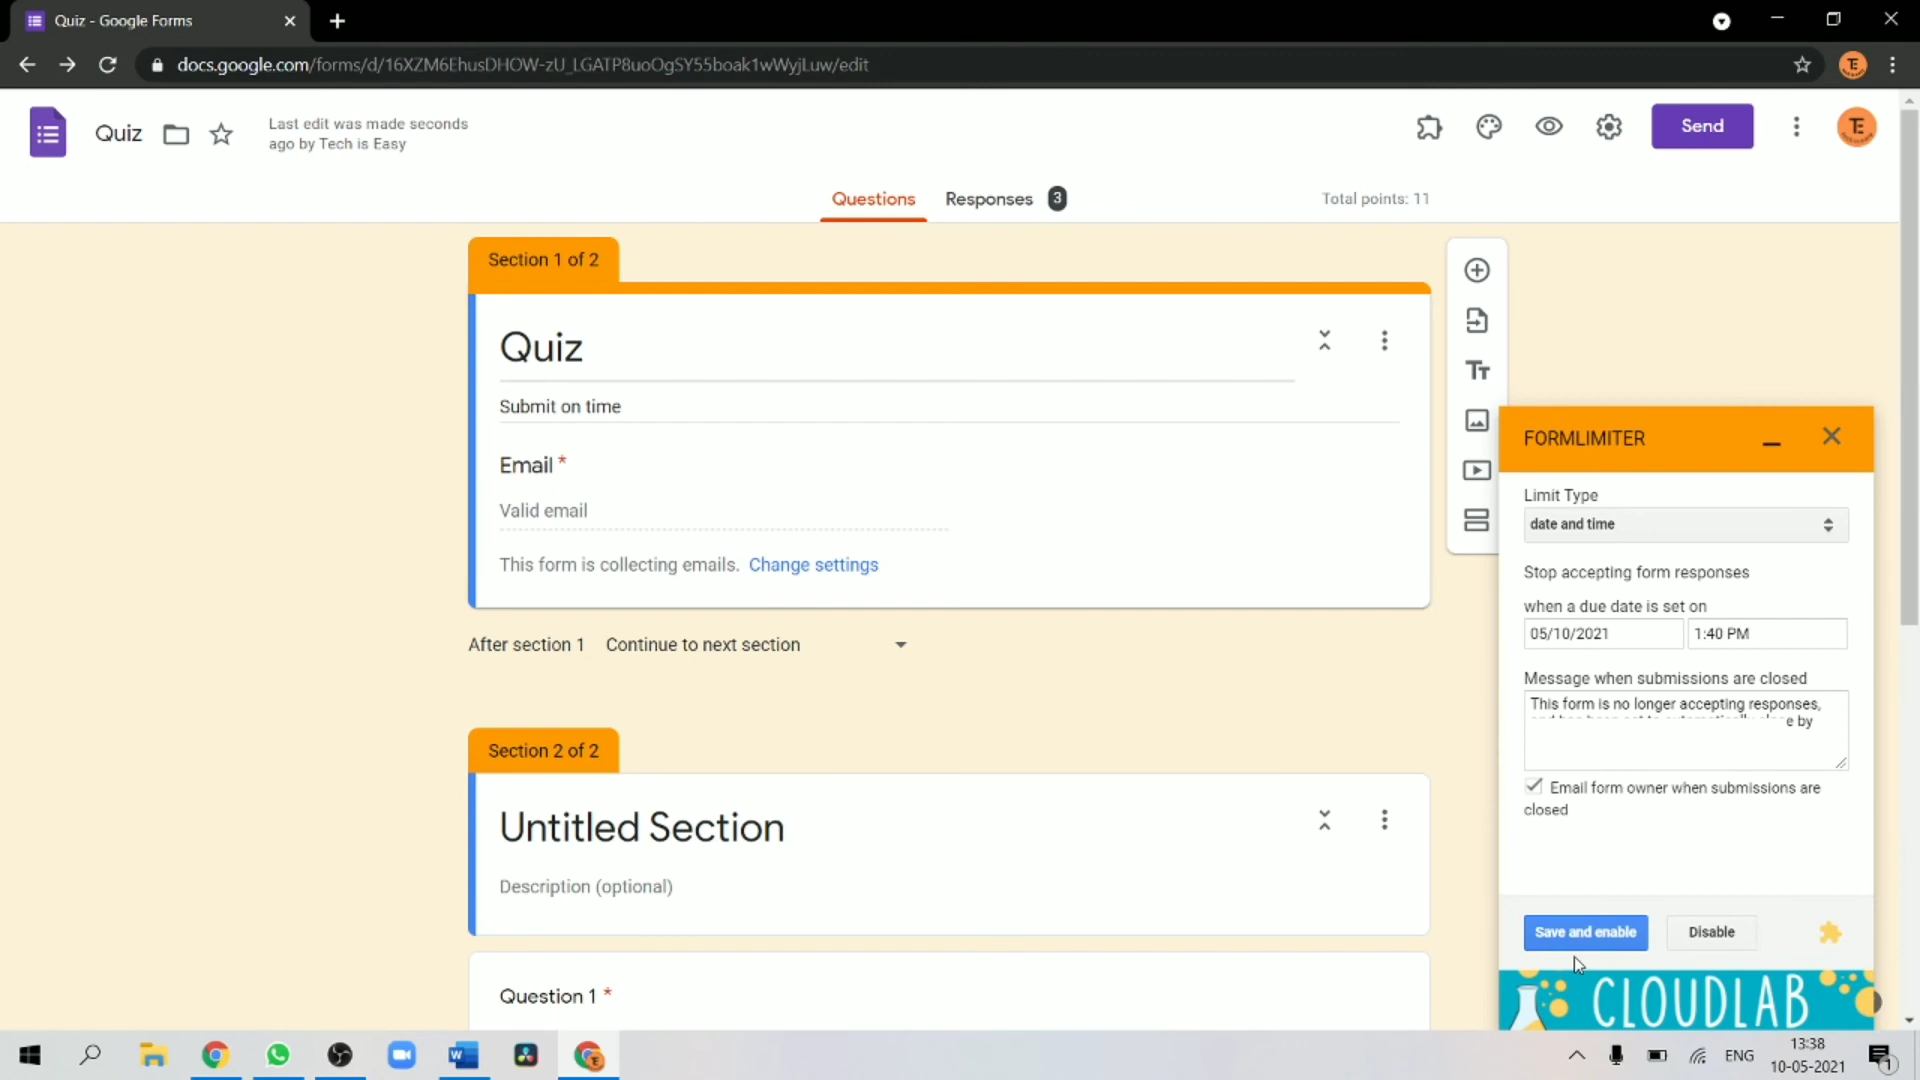 Quiz - Google Forms
docs.google.com/forms/d/16XZM6EhusDHOW-zU_LGATP8uoOgSY55boak1wWyjLuw/edit
Quiz
Last edit was made seconds
ago by Tech is Easy
Send
Questions
Responses 3
Total points: 11
Section 1 of 2
Quiz
Submit on time
Email *
Valid email
This form is collecting emails. Change settings
After section 1 Continue to next section
Section 2 of 2
Untitled Section
Description (optional)
Question 1 *
FORMLIMITER
Limit Type
date and time
Stop accepting form responses
when a due date is set on
05/10/2021
1:40 PM
Message when submissions are closed
This form is no longer accepting responses,
by
Email form owner when submissions are
closed
Save and enable
Disable
CLOUDLAB
ENG
13:38
10-05-2021
1